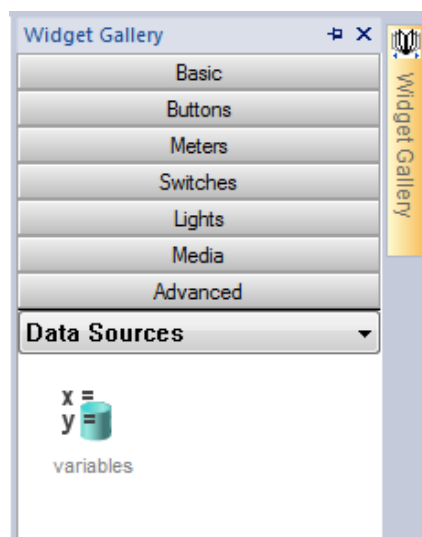 Widget Gallery
Basic
Buttons
Meters
Switches
Lights
Media
Advanced
Data Sources
x =
y =
variables
Widget Gallery